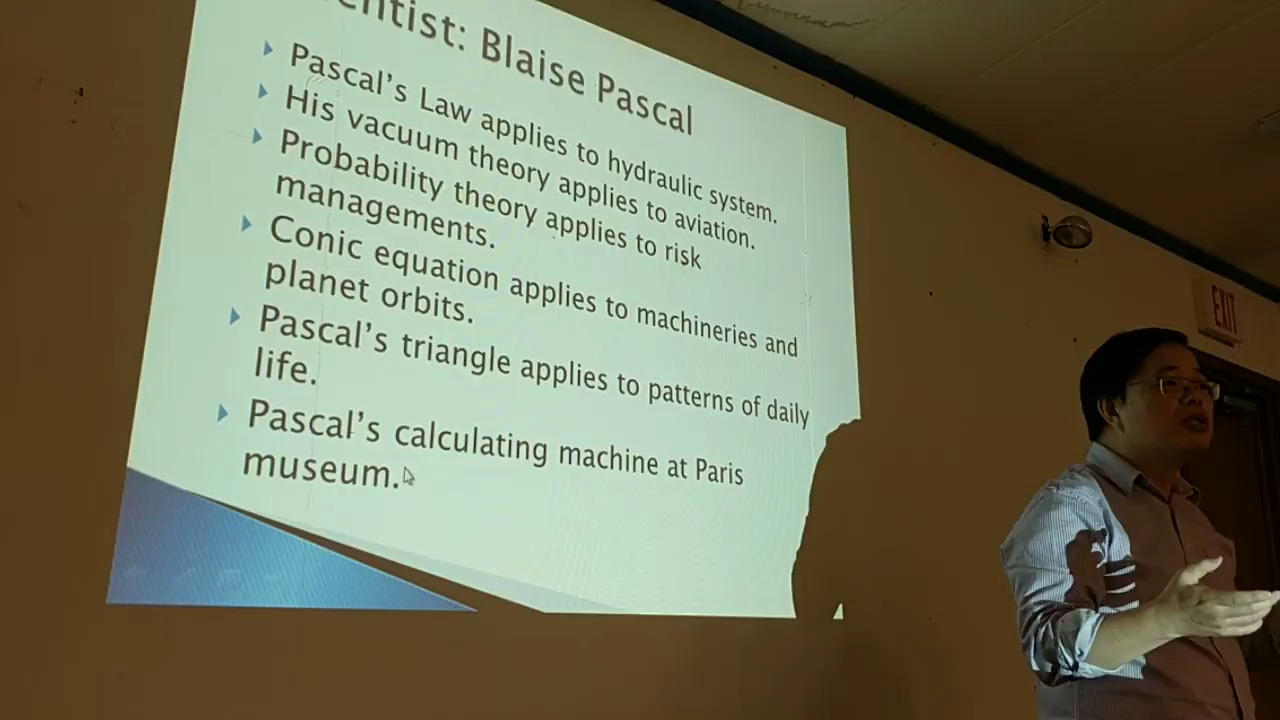 entist: Blaise Pascal
Pascal's Law applies to hydraulic system.
His vacuum theory applies to aviation.
Probability theory applies to risk
managements.
Conic equation applies to machineries and
planet orbits.
Pascal's triangle applies to patterns of daily
life.
Pascal's calculating machine at Paris
museum.
EXIT